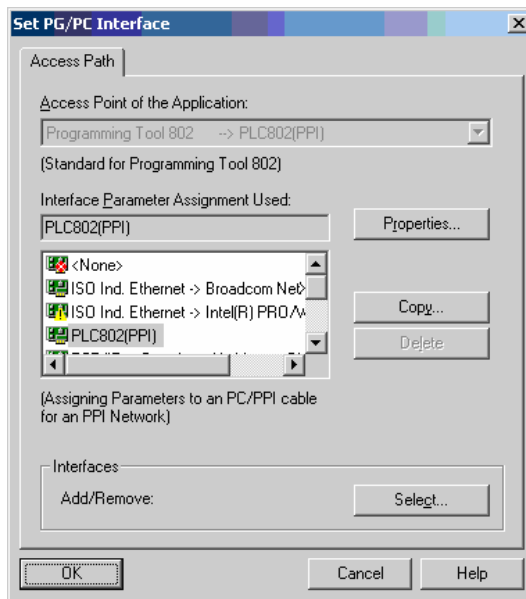 Set PG/PC Interface
Access Path
Access Point of the Application:
Programming Tool 802 --> PLC802(PPI)
(Standard for Programming Tool 802)
Interface Parameter Assignment Used:
PLC802(PPI)
Properties...
<None>
ISO Ind. Ethernet -> Broadcom Net
ISO Ind. Ethernet -> Intel(R) PRO/W
PLC802(PPI)
Copy...
Delete
(Assigning Parameters to an PC/PPI cable
for an PPI Network)
Interfaces
Add/Remove:
Select...
OK
Cancel
Help